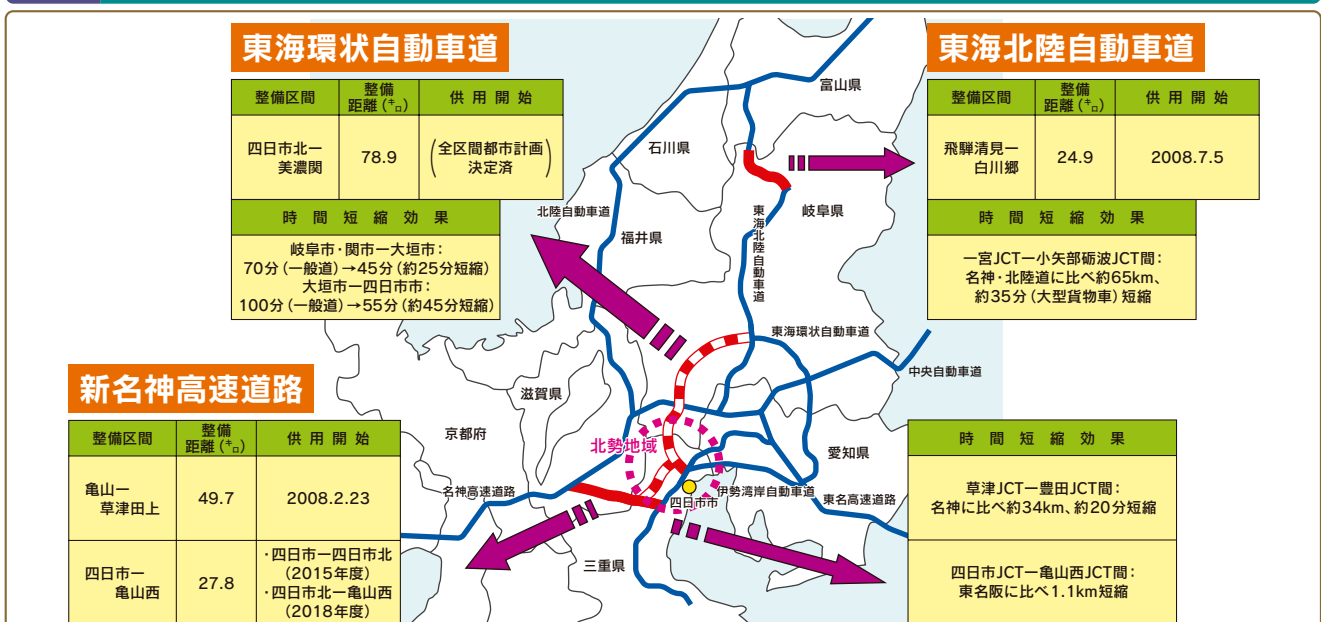 東海環状自動車道
整備区間
整備
距離(㌔)
供用開始
四日市北ー
美濃関
78.9
(全区間都市計画
決定済)
時間短縮効果
岐阜市・関市ー大垣市:
70分(一般道)→45分(約25分短縮)
大垣市ー四日市市:
100分(一般道)→55分(約45分短縮)
東海北陸自動車道
整備区間
整備
距離(㌔)
供用開始
飛騨清見ー
白川郷
24.9
2008.7.5
時間短縮効果
一宮JCTー小矢部砺波JCT間:
名神・北陸道に比べ約65km、
約35分(大型貨物車)短縮
富山県
石川県
北陸自動車道
福井県
東海北陸自動車道
岐阜県
東海環状自動車道
中央自動車道
滋賀県
京都府
北勢地域
愛知県
名神高速道路
四日市市
伊勢湾岸自動車道
東名高速道路
三重県
新名神高速道路
整備区間
整備
距離(㌔)
供用開始
亀山ー
草津田上
49.7
2008.2.23
四日市ー
亀山西
27.8
・四日市ー四日市北
(2015年度)
・四日市北ー亀山西
(2018年度)
時間短縮効果
草津JCTー豊田JCT間:
名神に比べ約34km、約20分短縮
四日市JCTー亀山西JCT間:
東名阪に比べ1.1km短縮